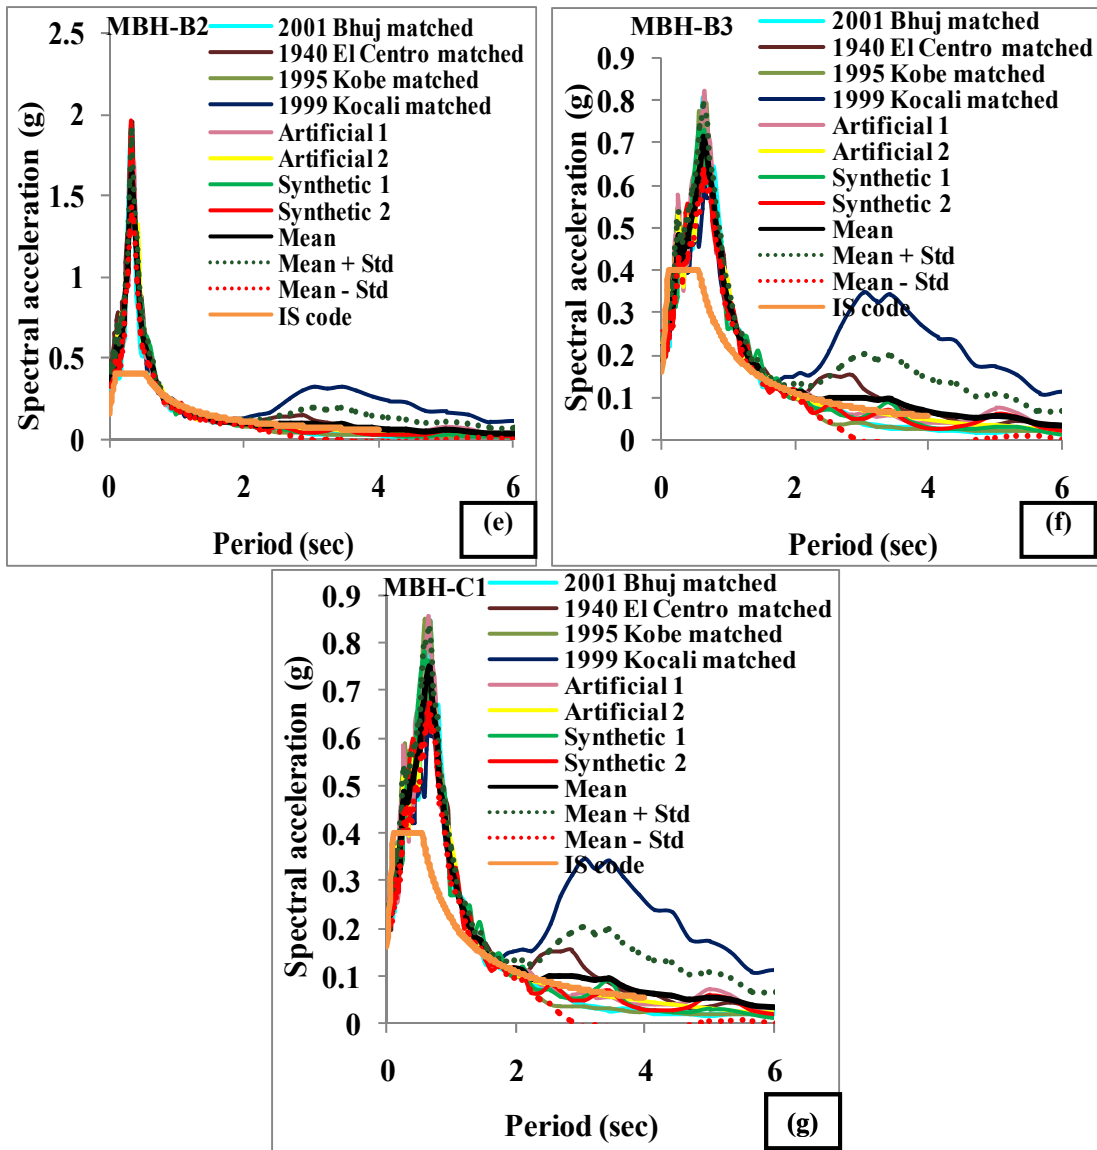 MBH-B2
2001 Bhuj matched
1940 El Centro matched
1995 Kobe matched
1999 Kocali matched
Artificial 1
Artificial 2
Synthetic 1
Synthetic 2
Mean
Mean + Std
Mean - Std
IS code
Spectral acceleration (g)
2.5
2
1.5
1
0.5
0
0 2 4 6
Period (sec)
(e)
MBH-B3
2001 Bhuj matched
1940 El Centro matched
1995 Kobe matched
1999 Kocali matched
Artificial 1
Artificial 2
Synthetic 1
Synthetic 2
Mean
Mean + Std
Mean - Std
IS code
Spectral acceleration (g)
0.9
0.8
0.7
0.6
0.5
0.4
0.3
0.2
0.1
0
0 2 4 6
Period (sec)
(f)
MBH-C1
2001 Bhuj matched
1940 El Centro matched
1995 Kobe matched
1999 Kocali matched
Artificial 1
Artificial 2
Synthetic 1
Synthetic 2
Mean
Mean + Std
Mean - Std
IS code
Spectral acceleration (g)
0.9
0.8
0.7
0.6
0.5
0.4
0.3
0.2
0.1
0
0 2 4 6
Period (sec)
(g)